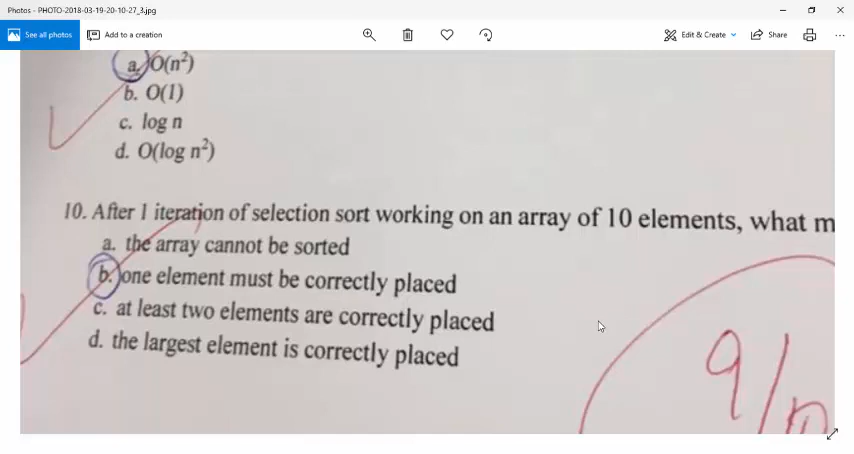 Photos - PHOTO-2018-03-19-20-10-27_3.jpg
See all photos
Add to a creation
Edit & Create
Share
a. O(n²)
b. O(1)
c. log n
d. O(log n²)
10. After 1 iteration of selection sort working on an array of 10 elements, what m
a. the array cannot be sorted
b. one element must be correctly placed
c. at least two elements are correctly placed
d. the largest element is correctly placed
9/10